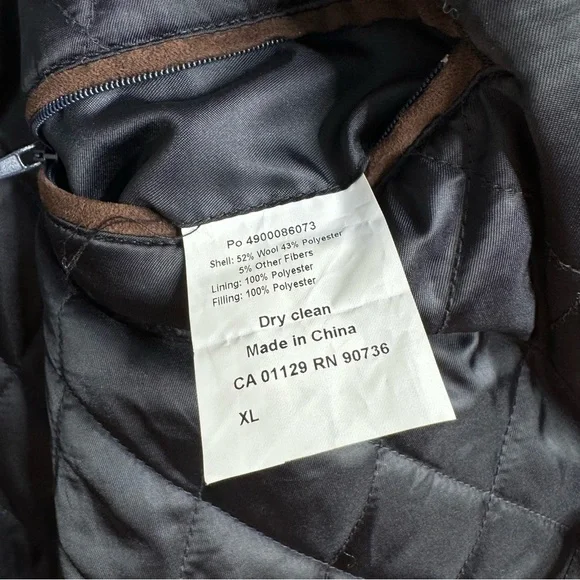 Po 4900086073
Shell: 52% Wool 43% Polyester
5% Other Fibers
Lining: 100% Polyester
Filling: 100% Polyester
Dry clean
Made in China
CA 01129 RN 90736
XL